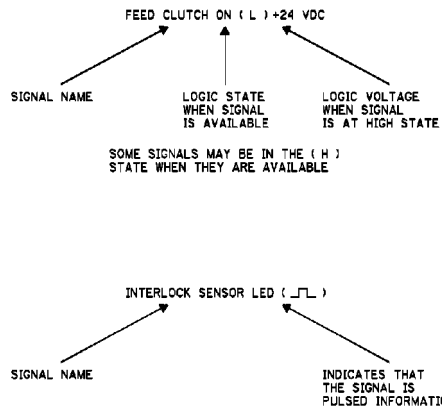 FEED CLUTCH ON ( L ) +24 VDC
SIGNAL NAME
LOGIC STATE
WHEN SIGNAL
IS AVAILABLE
LOGIC VOLTAGE
WHEN SIGNAL
IS AT HIGH STATE
SOME SIGNALS MAY BE IN THE ( H )
STATE WHEN THEY ARE AVAILABLE
INTERLOCK SENSOR LED ( )
SIGNAL NAME
INDICATES THAT
THE SIGNAL IS
PULSED